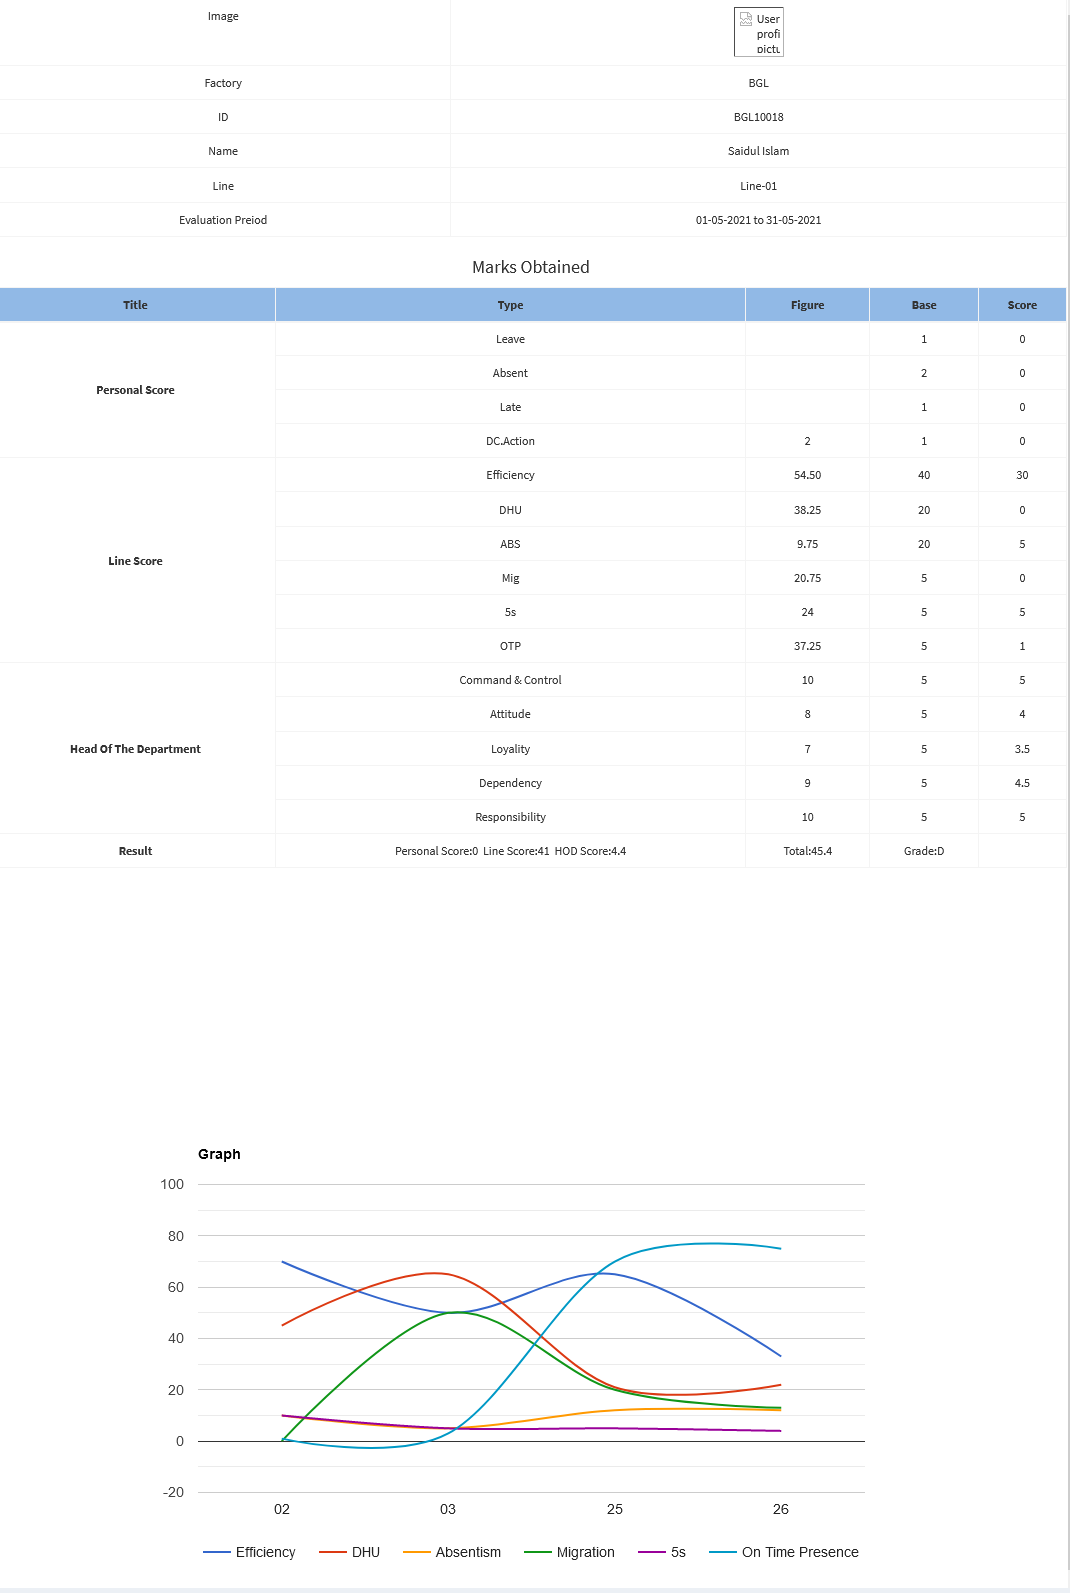 Image
User
profi
pictu
Factory BGL
ID BGL10018
Name Saidul Islam
Line Line-01
Evaluation Preiod 01-05-2021 to 31-05-2021
Marks Obtained
Title Type Figure Base Score
Personal Score
Leave 1 0
Absent 2 0
Late 1 0
DC.Action 2 1 0
Line Score
Efficiency 54.50 40 30
DHU 38.25 20 0
ABS 9.75 20 5
Mig 20.75 5 0
5s 24 5 5
OTP 37.25 5 1
Head Of The Department
Command & Control 10 5 5
Attitude 8 5 4
Loyality 7 5 3.5
Dependency 9 5 4.5
Responsibility 10 5 5
Result Personal Score:0 Line Score:41 HOD Score:4.4 Total:45.4 Grade:D
Graph
100
80
60
40
20
0
-20
02 03 25 26
Efficiency DHU Absentism Migration 5s On Time Presence